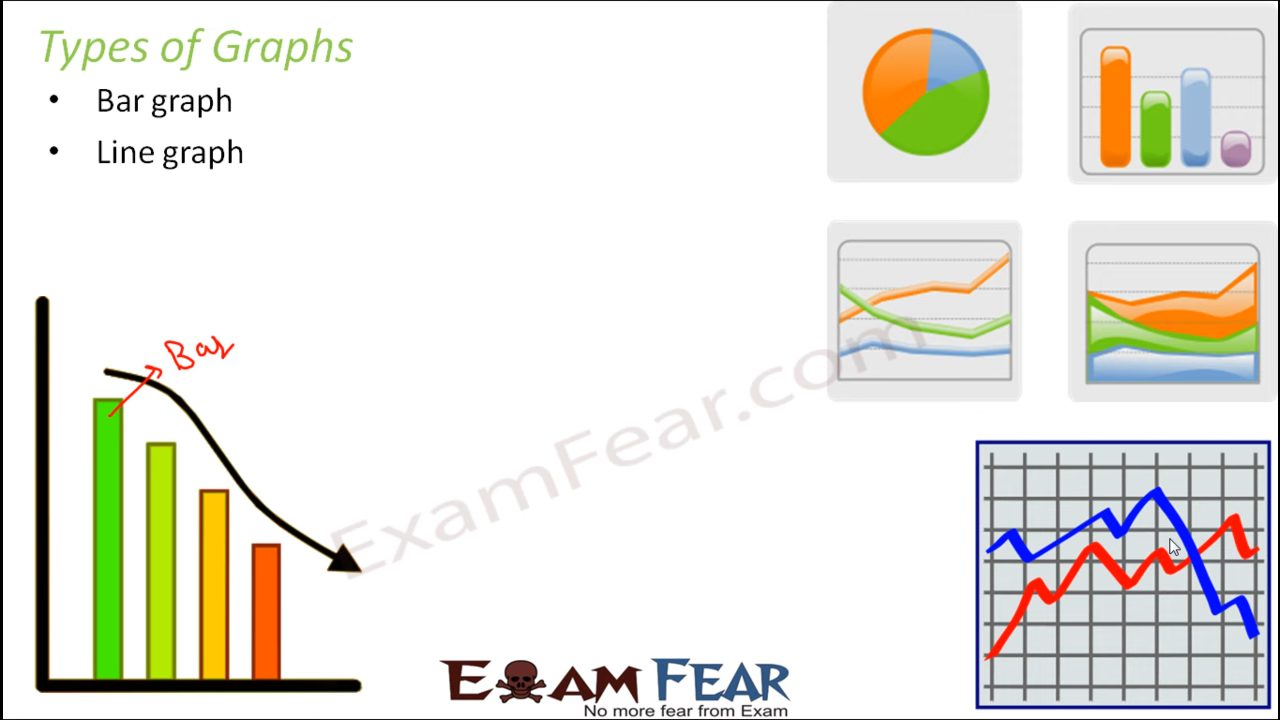 Types of Graphs
• Bar graph
• Line graph
Bar
ExamFear.com
EXAM FEAR
No more fear from Exam